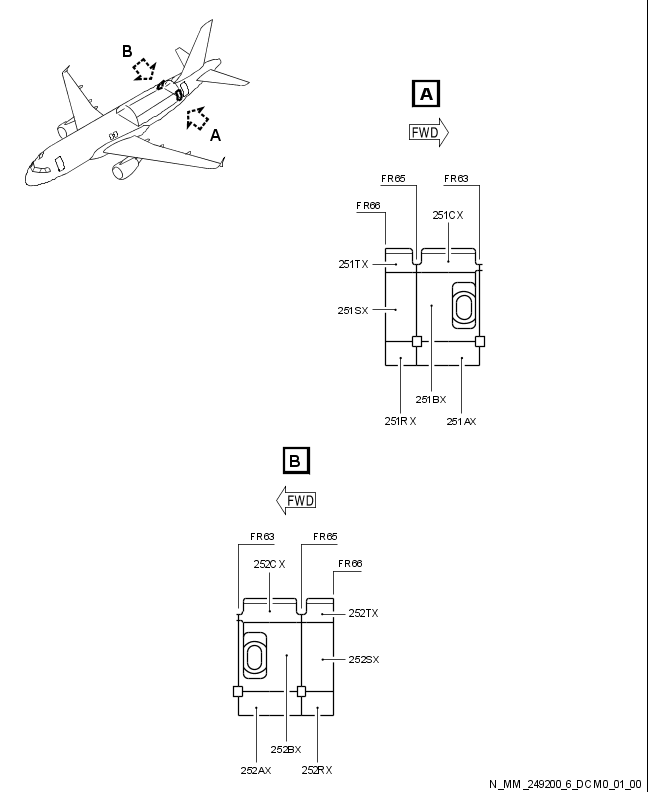 B
A
A
FWD
FR65
FR63
FR66
251CX
251TX
251SX
251BX
251RX
251AX
B
FWD
FR63
FR65
252CX
FR66
252TX
252SX
252BX
252AX
252RX
N_MM_249200_6_DCM0_01_00